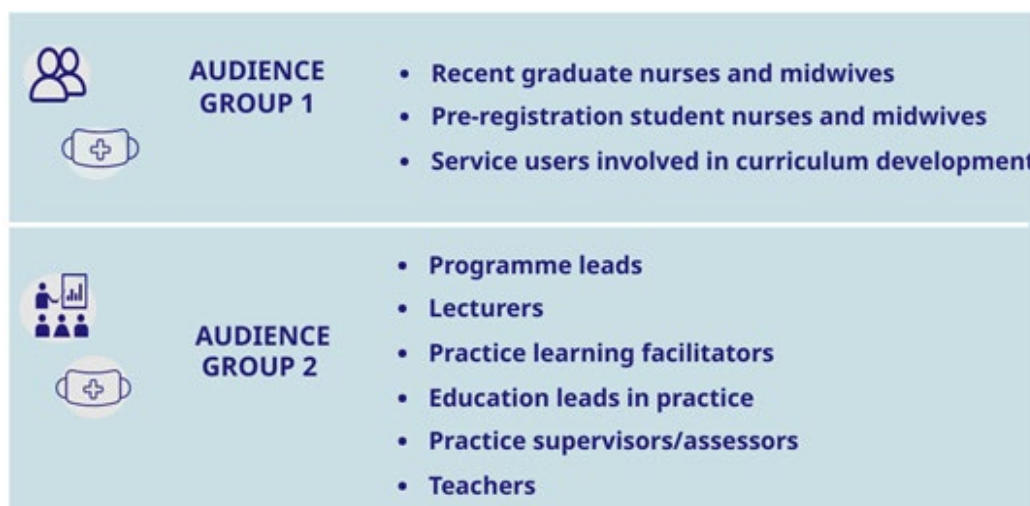 AUDIENCE
GROUP 1
• Recent graduate nurses and midwives
• Pre-registration student nurses and midwives
• Service users involved in curriculum development
AUDIENCE
GROUP 2
• Programme leads
• Lecturers
• Practice learning facilitators
• Education leads in practice
• Practice supervisors/assessors
• Teachers